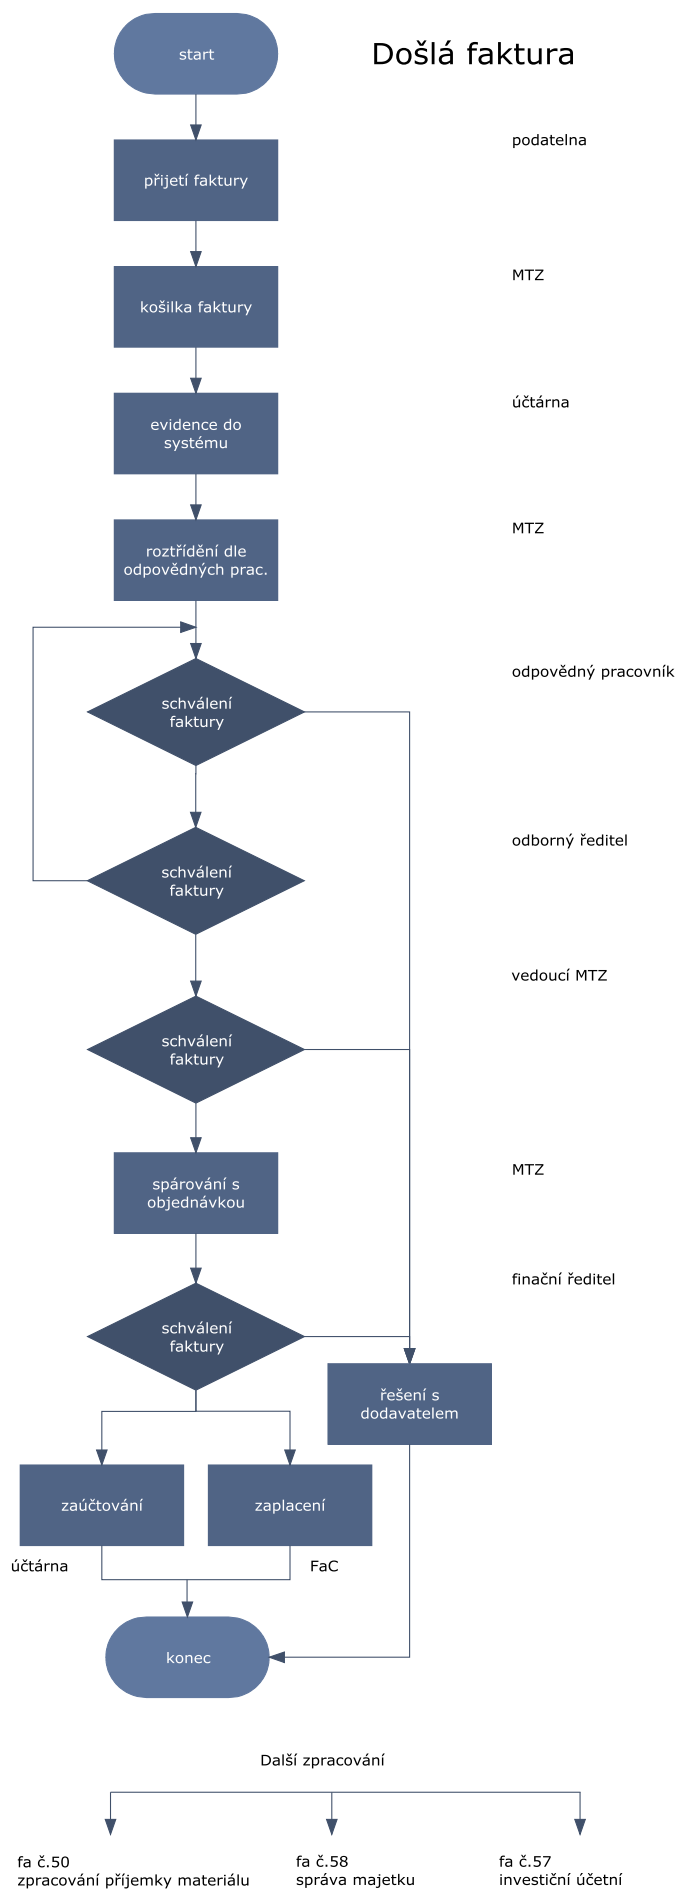 start
Došlá faktura
podatelna
přijetí faktury
MTZ
košilka faktury
účtárna
evidence do
systému
MTZ
roztřídění dle
odpovědných prac.
odpovědný pracovník
schválení
faktury
odborný ředitel
schválení
faktury
vedoucí MTZ
schválení
faktury
MTZ
spárování s
objednávkou
finační ředitel
schválení
faktury
řešení s
dodavatelem
zaúčtování
zaplacení
účtárna
FaC
konec
Další zpracování
fa č.50
zpracování příjemky materiálu
fa č.58
správa majetku
fa č.57
investiční účetní